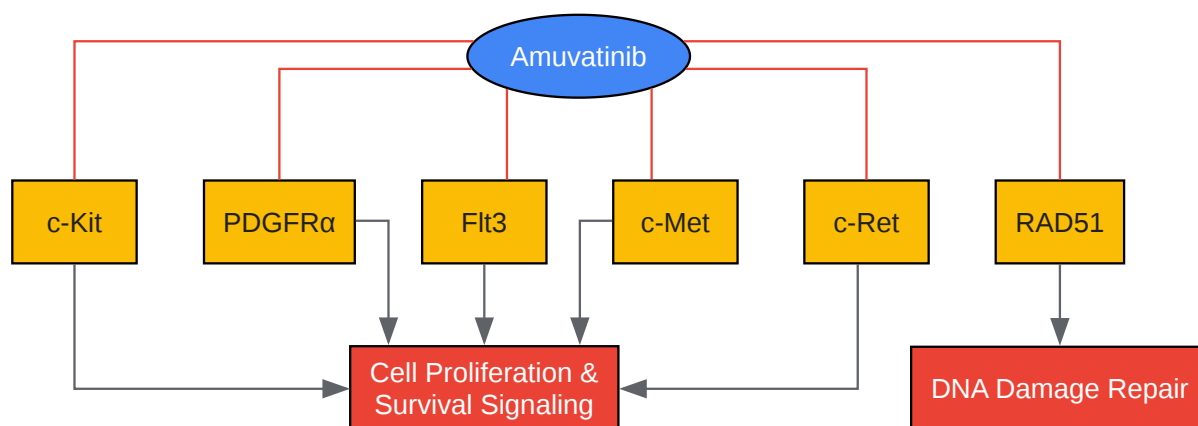 Amuvatinib
c-Kit
PDGFRα
Flt3
c-Met
c-Ret
RAD51
Cell Proliferation &
Survival Signaling
DNA Damage Repair